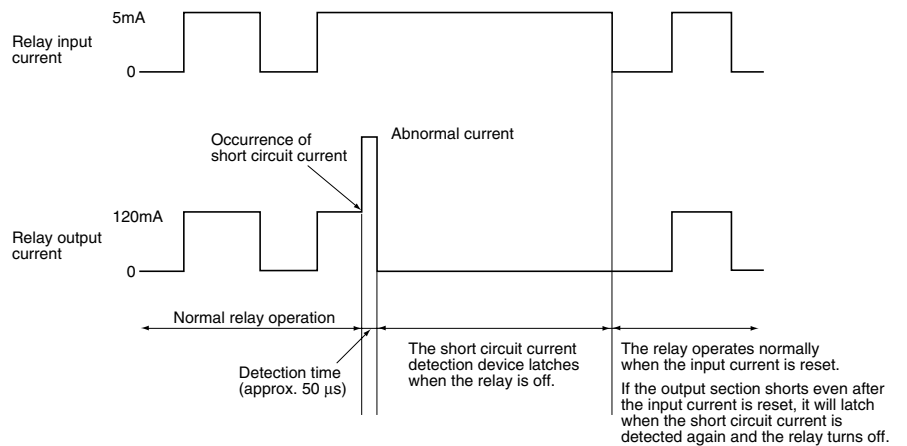 5mA
Relay input
current
0
Occurrence of
short circuit current
Abnormal current
120mA
Relay output
current
0
Normal relay operation
Detection time
(approx. 50 µs)
The short circuit current
detection device latches
when the relay is off.
The relay operates normally
when the input current is reset.
If the output section shorts even after
the input current is reset, it will latch
when the short circuit current is
detected again and the relay turns off.